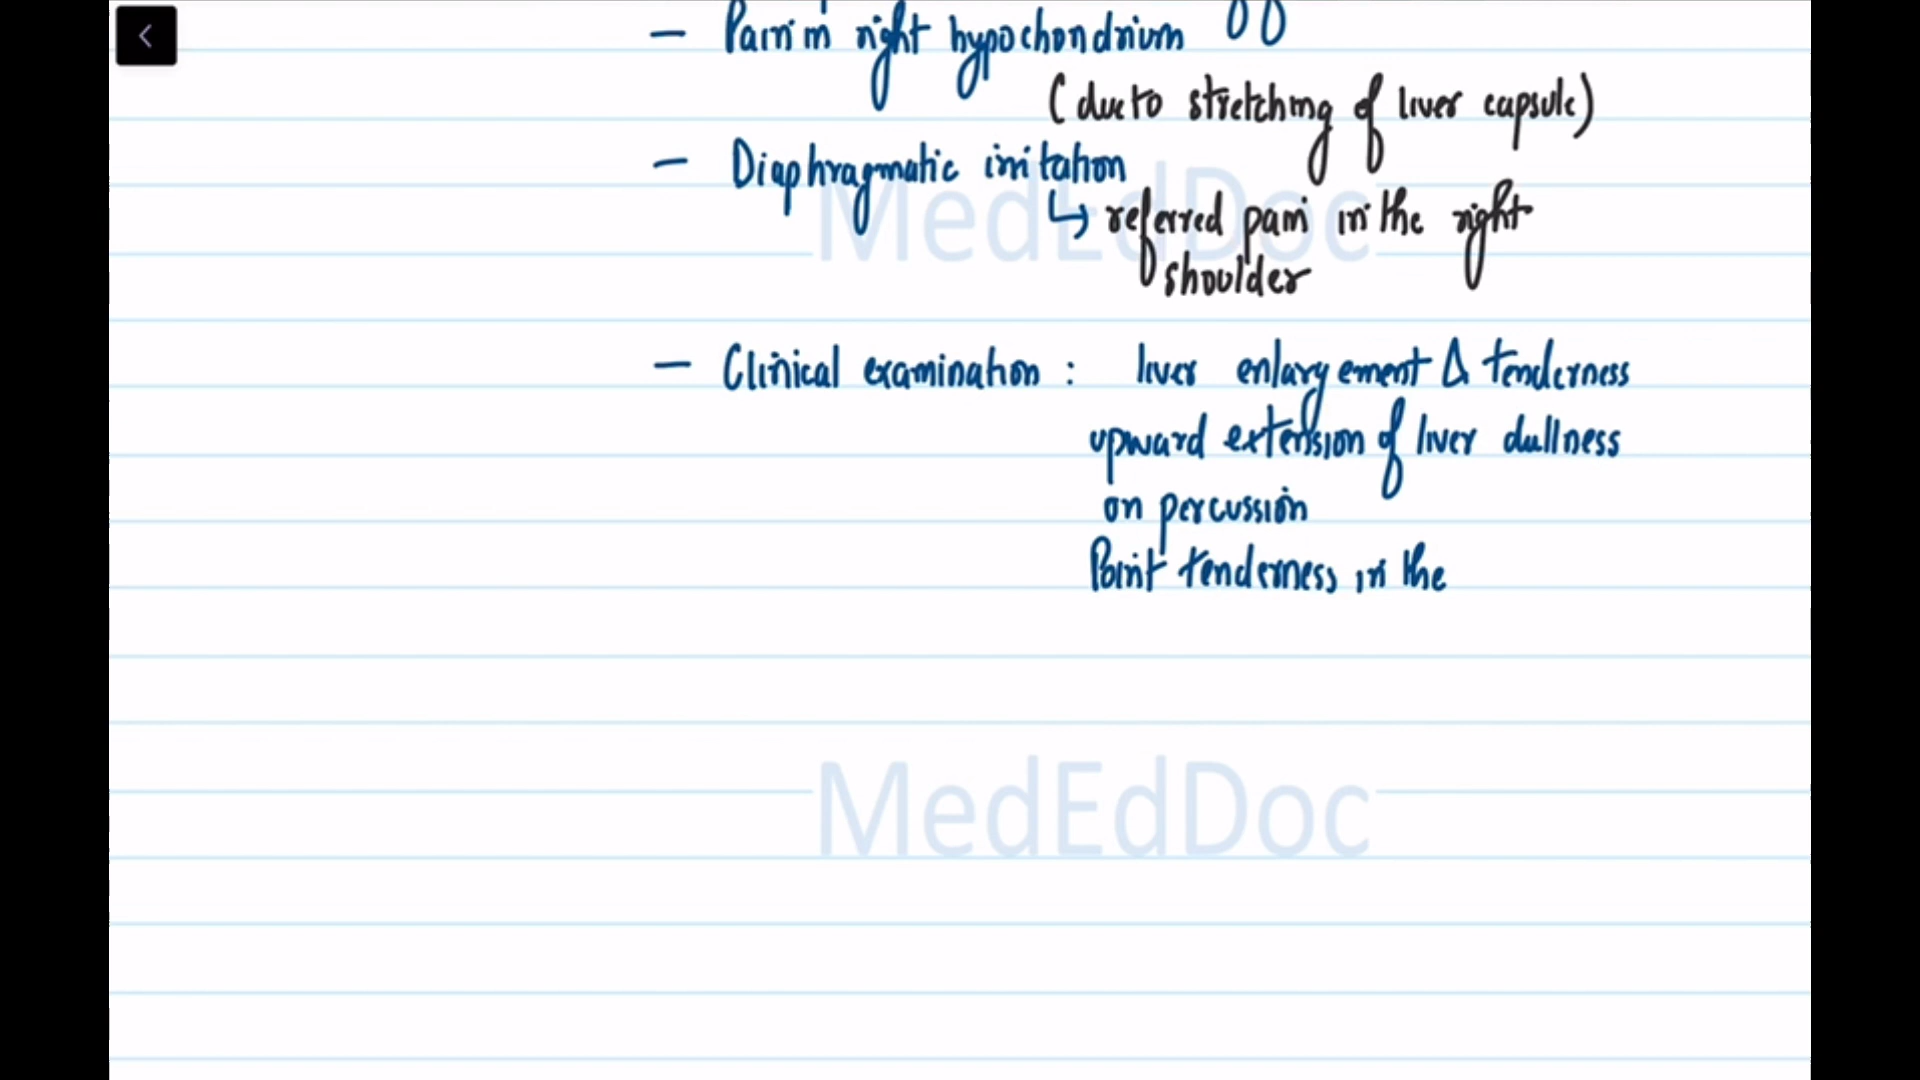 — Pain in right hypochondrium
(due to stretching of liver capsule)
— Diaphragmatic irritation
↳ referred pain in the right
shoulder
— Clinical examination : liver enlargement & tenderness
upward extension of liver dullness
on percussion
Point tenderness in the
MedEdDoc
MedEdDoc